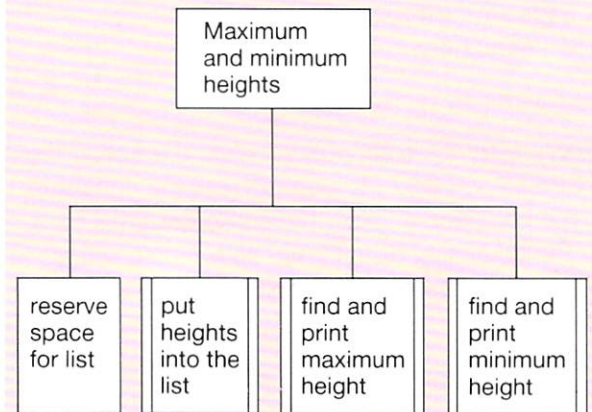 Maximum
and minimum
heights
reserve
space
for list
put
heights
into the
list
find and
print
maximum
height
find and
print
minimum
height